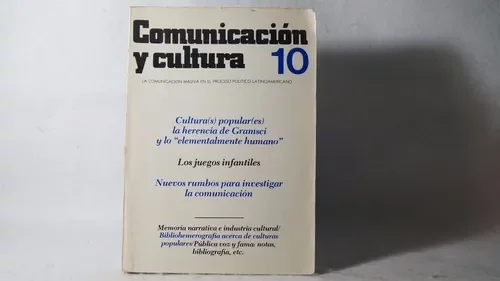 Comunicación
y cultura 10
LA COMUNICACION MASIVA EN EL PROCESO POLITICO LATINOAMERICANO
Cultura(s) popular(es)
la herencia de Gramsci
y lo "elementalmente humano"
Los juegos infantiles
Nuevos rumbos para investigar
la comunicación
Memoria narrativa e industria cultural/
Bibliohemerografía acerca de culturas
populares/Pública voz y fama: notas,
bibliografía, etc.